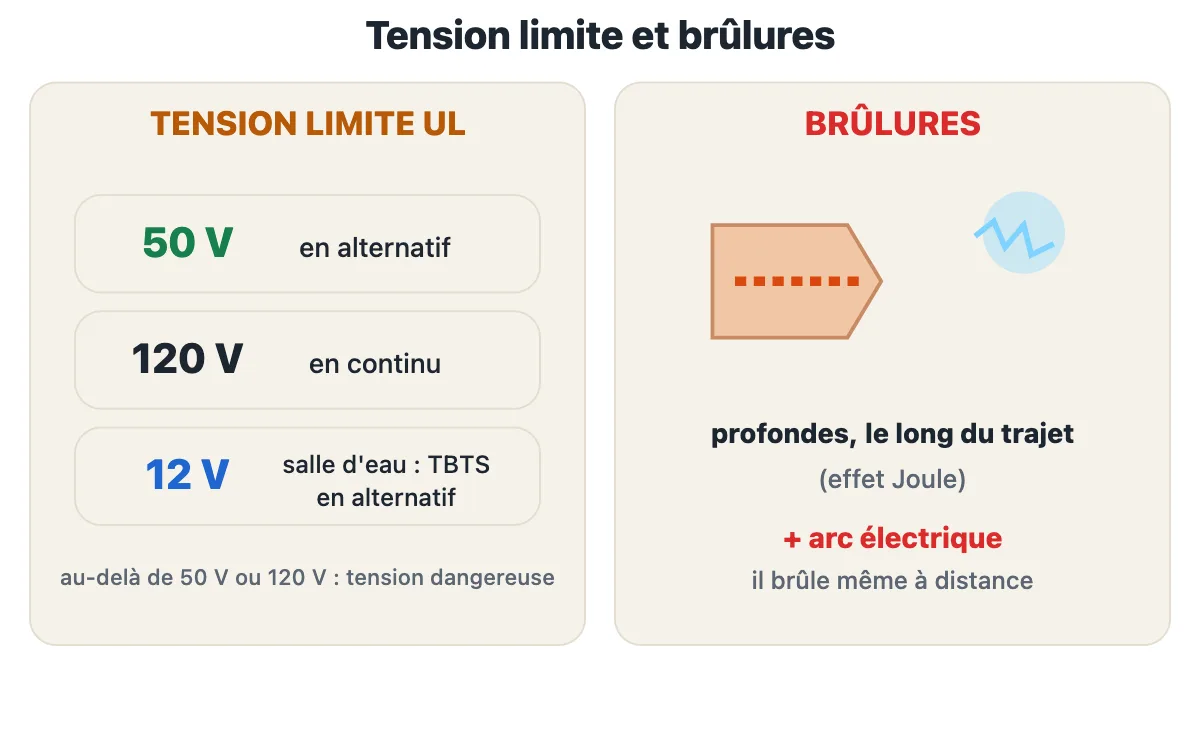 Tension limite et brûlures
TENSION LIMITE UL
50 V
en alternatif
120 V
en continu
12 V
salle d'eau : TBTS
en alternatif
au-delà de 50 V ou 120 V : tension dangereuse
BRÛLURES
profondes, le long du trajet
(effet Joule)
+ arc électrique
il brûle même à distance